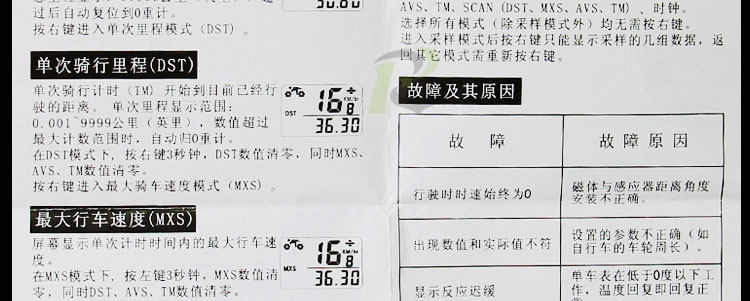 过后自动复位到0重计。
按右键进入单次里程模式 (DST) 。
单次骑行里程(DST)
单次骑行计时 (TM) 开始到目前已经行
驶的距离。 单次里程显示范围:
0.001~9999公里 (英里) , 数值超过
最大计数范围时, 自动归0重计。
在DST模式下, 按右键3秒钟, DST数值清零, 同时MXS、
AVS、TM数值清零。
按右键进入最大骑车速度模式 (MXS) 。
16 8
KM/H
DST
36.30
最大行车速度(MXS)
屏幕显示单次计时时间内的最大行车速
度。
在MXS模式下, 按左键3秒钟, MXS数值清
零, 同时DST、AVS、TM数值清零。
16 8
KM/H
MXS
36.30
AVS、TM、SCAN (DST、MXS、AVS、TM) 、时钟。
选择所有模式 (除采样模式外) 均无需按右键。
进入采样模式后按右键只能显示采样的几组数据, 返
回其它模式需重新按右键。
故障及其原因
故 障
故 障 原 因
行驶时时速始终为0
磁体与感应器距离角度
安装不正确。
出现数值和实际值不符
设置的参数不正确 (如
自行车的车轮周长) 。
显示反应迟缓
单车表在低于0度以下工
作, 温度回复即回复正